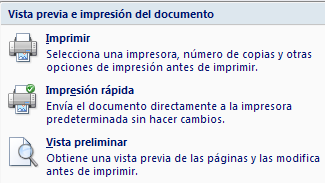 Vista previa e impresión del documento
Imprimir
Selecciona una impresora, número de copias y otras
opciones de impresión antes de imprimir.
Impresión rápida
Envía el documento directamente a la impresora
predeterminada sin hacer cambios.
Vista preliminar
Obtiene una vista previa de las páginas y las modifica
antes de imprimir.